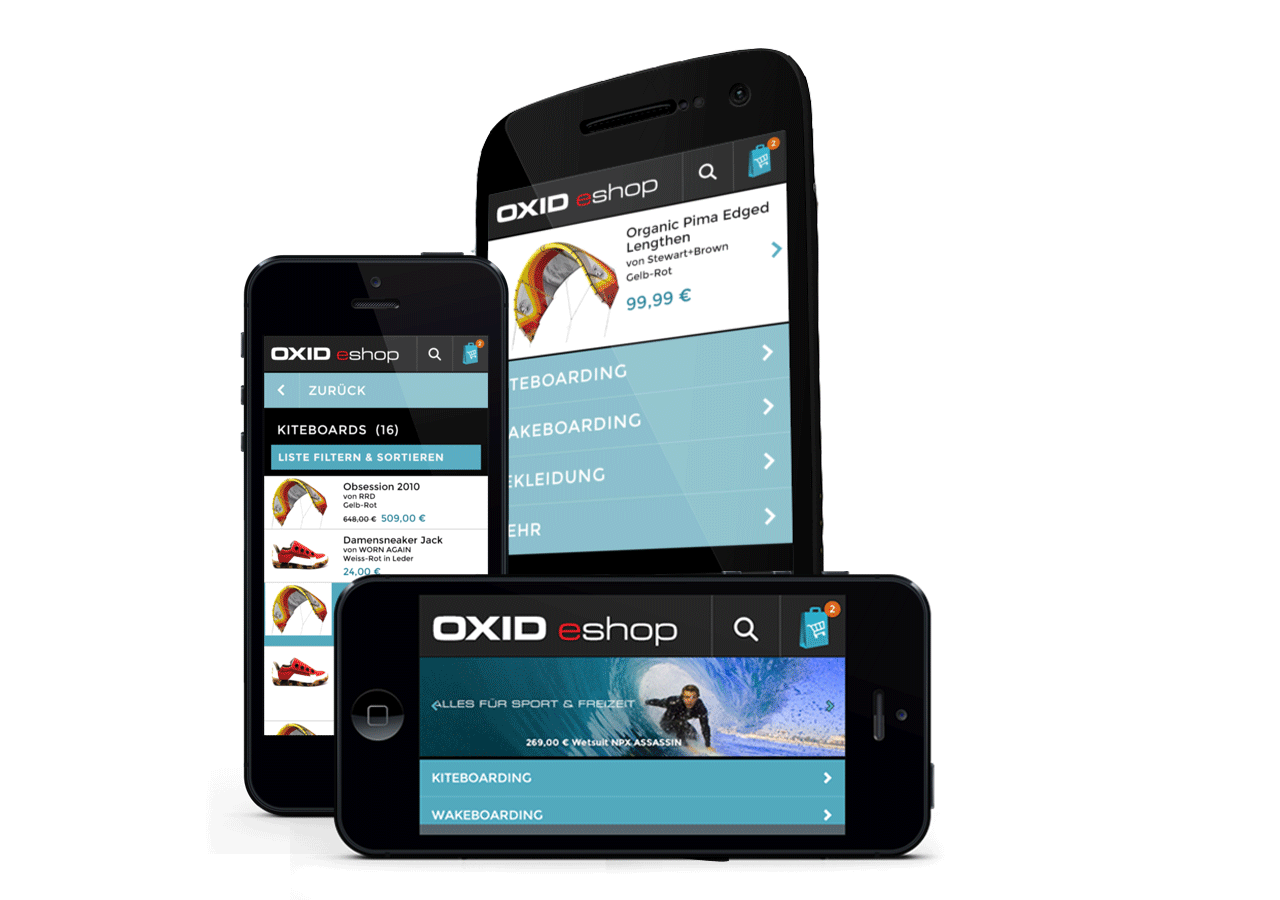 OXID eshop
2
Organic Pima Edged
Lengthen
von Stewart+Brown
Gelb-Rot
99,99 €
ITEBOARDING
AKEBOARDING
EKLEIDUNG
EHR
OXID eshop
2
ZURÜCK
KITEBOARDS (16)
LISTE FILTERN & SORTIEREN
Obsession 2010
von RRD
Gelb-Rot
648,00 € 509,00 €
Damensneaker Jack
von WORN AGAIN
Weiss-Rot in Leder
24,00 €
OXID eshop
2
ALLES FÜR SPORT & FREIZEIT
269,00 € Wetsuit NPX ASSASSIN
KITEBOARDING
WAKEBOARDING